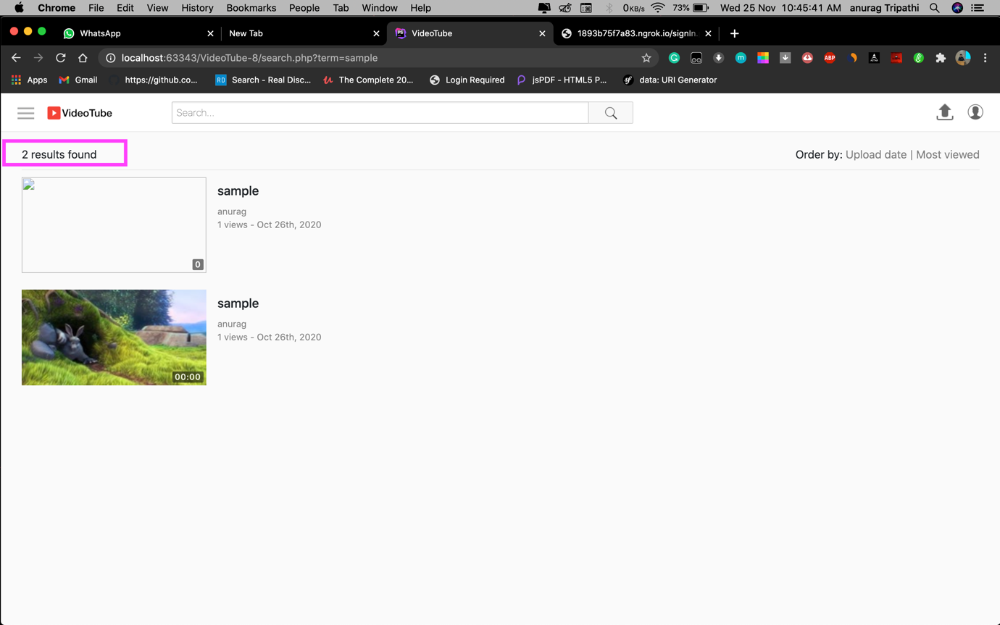 Chrome File Edit View History Bookmarks People Tab Window Help 0KB/s 73% Wed 25 Nov 10:45:41 AM anurag Tripathi
WhatsApp New Tab PS VideoTube 1893b75f7a83.ngrok.io/signIn.
localhost:63343/VideoTube-8/search.php?term=sample m ABP
Apps Gmail https://github.co... RD Search - Real Disc... The Complete 20... Login Required jsPDF - HTML5 P... sf data: URI Generator
VideoTube Search...
2 results found Order by: Upload date | Most viewed
sample
anurag
1 views - Oct 26th, 2020
0
sample
anurag
1 views - Oct 26th, 2020
00:00